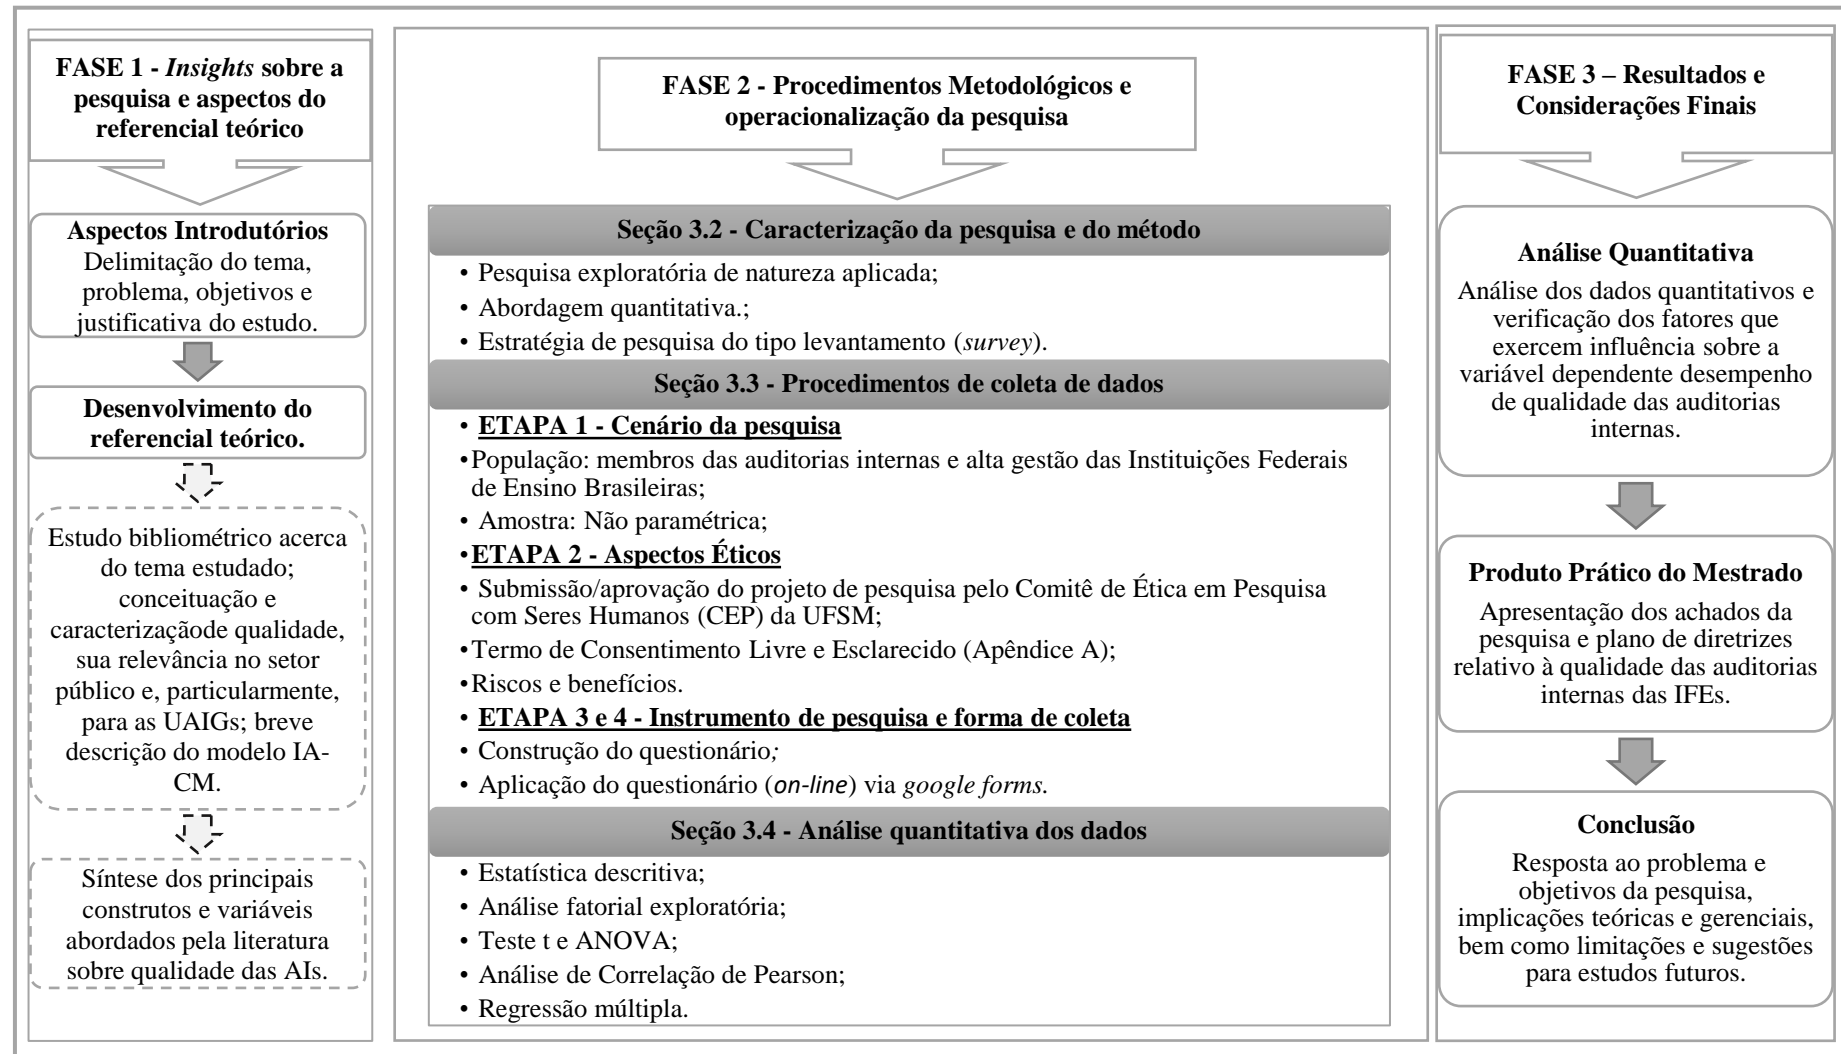 FASE 1 - Insights sobre a
pesquisa e aspectos do
referencial teórico
Aspectos Introdutórios
Delimitação do tema,
problema, objetivos e
justificativa do estudo.
Desenvolvimento do
referencial teórico.
Estudo bibliométrico acerca
do tema estudado;
conceituação e
caracterizaçãode qualidade,
sua relevância no setor
público e, particularmente,
para as UAIGs; breve
descrição do modelo IA-
CM.
Síntese dos principais
construtos e variáveis
abordados pela literatura
sobre qualidade das AIs.
FASE 2 - Procedimentos Metodológicos e
operacionalização da pesquisa
Seção 3.2 - Caracterização da pesquisa e do método
• Pesquisa exploratória de natureza aplicada;
• Abordagem quantitativa.;
• Estratégia de pesquisa do tipo levantamento (survey).
Seção 3.3 - Procedimentos de coleta de dados
• ETAPA 1 - Cenário da pesquisa
•População: membros das auditorias internas e alta gestão das Instituições Federais
de Ensino Brasileiras;
• Amostra: Não paramétrica;
•ETAPA 2 - Aspectos Éticos
• Submissão/aprovação do projeto de pesquisa pelo Comitê de Ética em Pesquisa
com Seres Humanos (CEP) da UFSM;
•Termo de Consentimento Livre e Esclarecido (Apêndice A);
•Riscos e benefícios.
• ETAPA 3 e 4 - Instrumento de pesquisa e forma de coleta
• Construção do questionário;
• Aplicação do questionário (on-line) via google forms.
Seção 3.4 - Análise quantitativa dos dados
• Estatística descritiva;
• Análise fatorial exploratória;
• Teste t e ANOVA;
• Análise de Correlação de Pearson;
• Regressão múltipla.
FASE 3 – Resultados e
Considerações Finais
Análise Quantitativa
Análise dos dados quantitativos e
verificação dos fatores que
exercem influência sobre a
variável dependente desempenho
de qualidade das auditorias
internas.
Produto Prático do Mestrado
Apresentação dos achados da
pesquisa e plano de diretrizes
relativo à qualidade das auditorias
internas das IFEs.
Conclusão
Resposta ao problema e
objetivos da pesquisa,
implicações teóricas e gerenciais,
bem como limitações e sugestões
para estudos futuros.